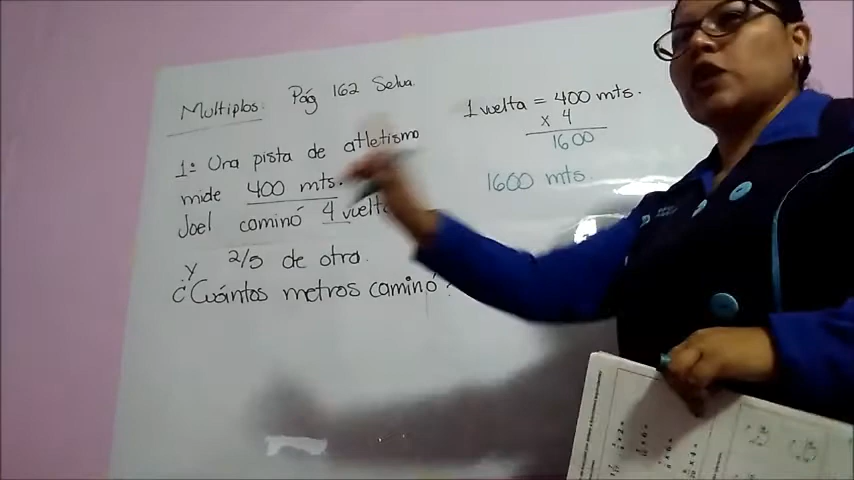 Multiplos. Pág 162 Selva.
1= Una pista de atletismo
mide 400 mts.
Joel caminó 4 vuelta
y 2/5 de otra.
¿Cuántos metros caminó?
1 vuelta = 400 mts.
x 4
1600
1600 mts.